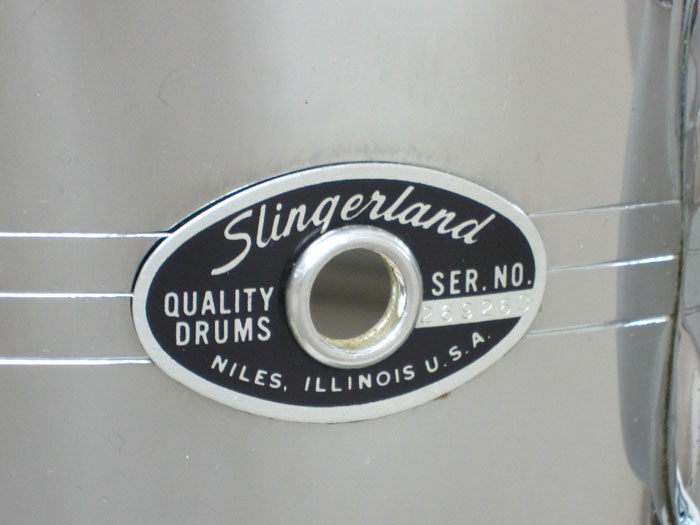 Slingerland
QUALITY
DRUMS
SER. NO.
NILES, ILLINOIS U.S.A.